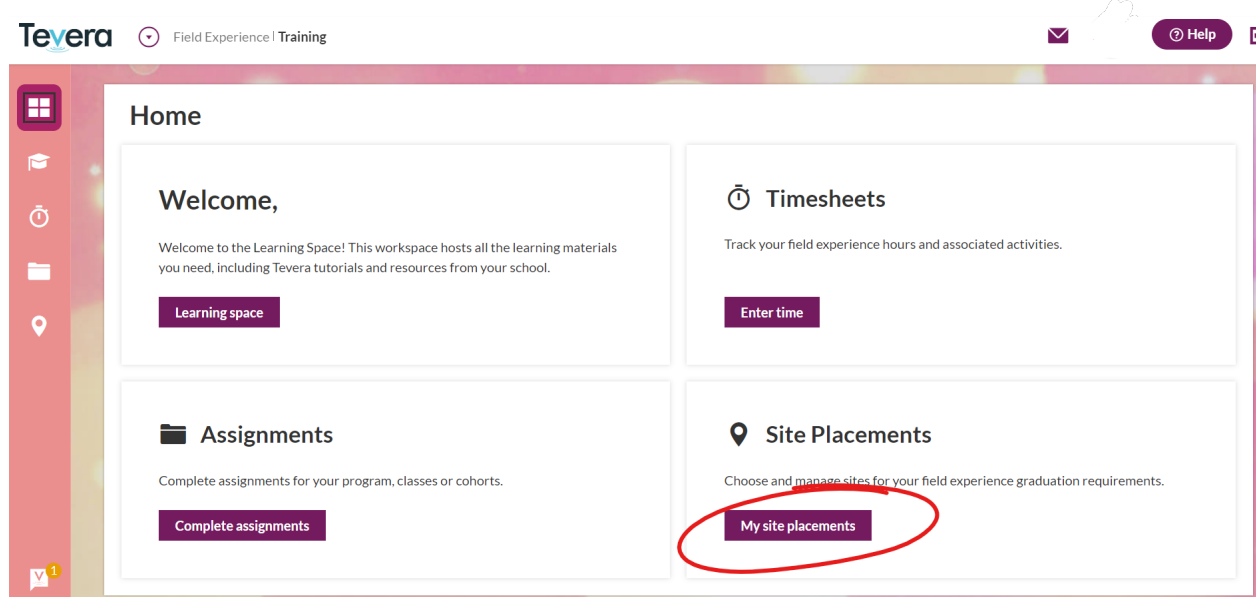 Tevera
Field Experience | Training
Help
Home
Welcome,
Welcome to the Learning Space! This workspace hosts all the learning materials
you need, including Tevera tutorials and resources from your school.
Learning space
Timesheets
Track your field experience hours and associated activities.
Enter time
Assignments
Complete assignments for your program, classes or cohorts.
Complete assignments
Site Placements
Choose and manage sites for your field experience graduation requirements.
My site placements
V
1